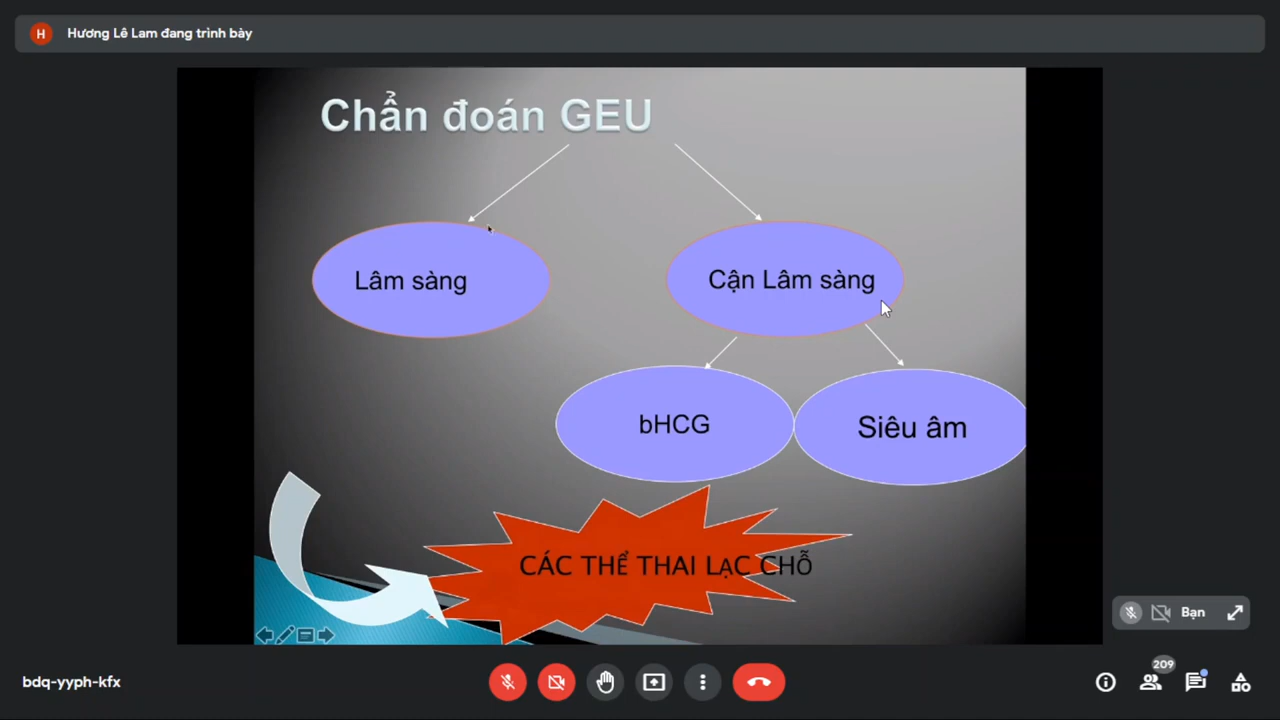 H
Hương Lê Lam đang trình bày
Chẩn đoán GEU
Lâm sàng
Cận Lâm sàng
bHCG
Siêu âm
CÁC THỂ THAI LẠC CHỖ
Bạn
bdq-yyph-kfx
209